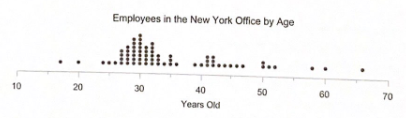 Employees in the New York Office by Age
10 20 30 40 50 60 70
Years Old